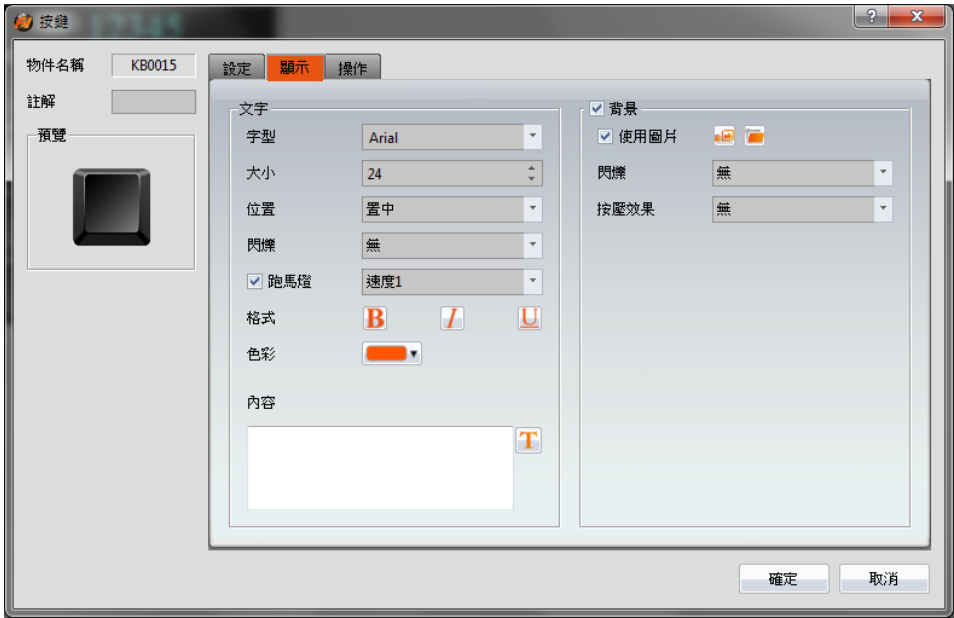 按鍵
12345
物件名稱 KB0015
註解
預覽
設定 顯示 操作
文字
字型 Arial
大小 24
位置 置中
閃爍 無
跑馬燈 速度1
格式 B I U
色彩
內容
T
背景
使用圖片
閃爍 無
按壓效果 無
確定 取消